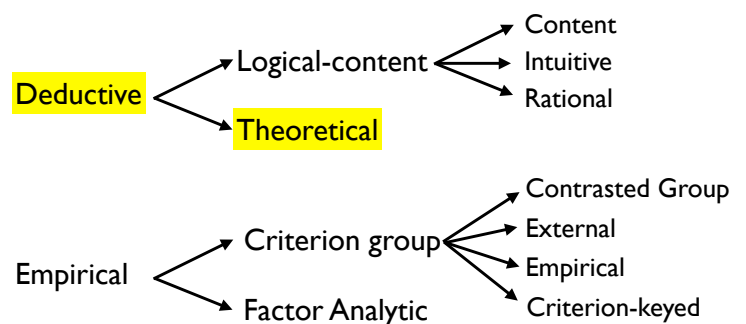 Deductive
Logical-content
Content
Intuitive
Rational
Theoretical
Empirical
Criterion group
Contrasted Group
External
Empirical
Criterion-keyed
Factor Analytic